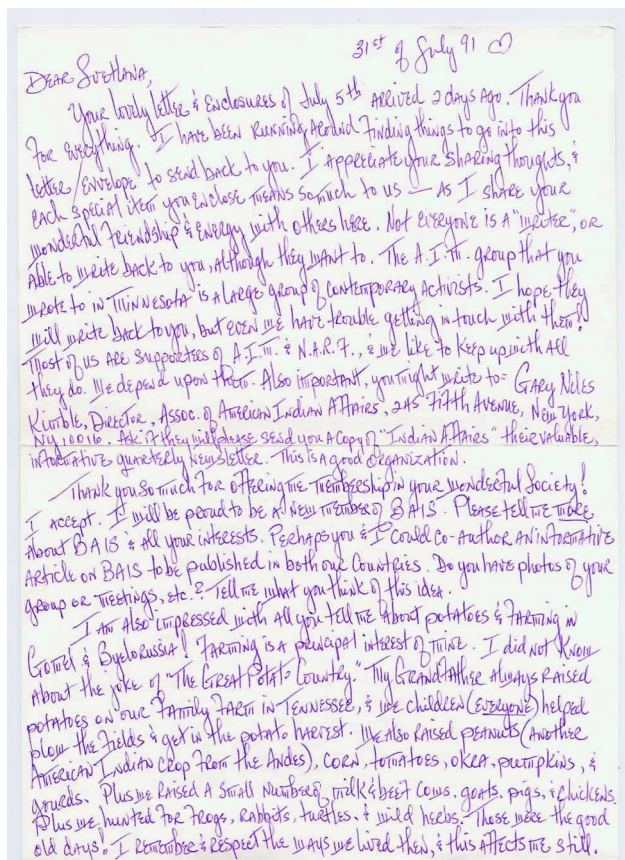 31st of July 91 ♡
Dear Svetlana,
Your lovely letter & enclosures of July 5th arrived 2 days ago. Thank you
for everything. I have been running around finding things to go into this
letter/envelope to send back to you. I appreciate your sharing thoughts, &
each special item you enclose means so much to us — as I share your
wonderful friendship & energy with others here. Not everyone is a "writer", or
able to write back to you, although they want to. The A.I.M. group that you
wrote to in Minnesota is a large group of contemporary activists. I hope they
will write back to you, but even we have trouble getting in touch with them!
Most of us are supporters of A.I.M. & N.A.R.F., & we like to keep up with all
they do. We depend upon them. Also important, you might write to= Gary Niles
Kimble, Director, Assoc. of American Indian Affairs, 245 Fifth Avenue, New York,
NY 10016. Ask if they will please send you a copy of "Indian Affairs" their valuable,
informative quarterly newsletter. This is a good organization.
Thank you so much for offering me membership in your wonderful Society!
I accept. I will be proud to be a new member of BAIS. Please tell me more
about BAIS & all your interests. Perhaps you & I could co-author an informative
article on BAIS to be published in both our countries. Do you have photos of your
group or meetings, etc.? Tell me what you think of this idea.
I am also impressed with all you tell me about potatoes & farming in
Gomel & Byelorussia! Farming is a principal interest of mine. I did not know
about the joke of "The Great Potato Country." My Grandfather always raised
potatoes on our family farm in Tennessee, & we children (everyone) helped
plow the fields & get in the potato harvest. We also raised peanuts (another
American Indian crop from the Andes), corn, tomatoes, okra, pumpkins, &
gourds. Plus we raised a small number of milk & beef cows, goats, pigs, & chickens.
Plus we hunted for frogs, rabbits, turtles, & wild herbs. Those were the good
old days! I remember & respect the ways we lived then, & this affects me still.